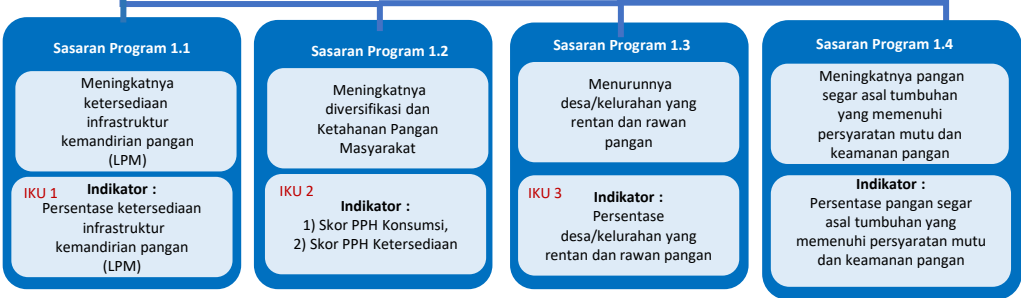 Sasaran Program 1.1
Meningkatnya
ketersediaan
infrastruktur
kemandirian pangan
(LPM)
IKU 1
Indikator :
Persentase ketersediaan
infrastruktur
kemandirian pangan
(LPM)
Sasaran Program 1.2
Meningkatnya
diversifikasi dan
Ketahanan Pangan
Masyarakat
IKU 2
Indikator :
1) Skor PPH Konsumsi,
2) Skor PPH Ketersediaan
Sasaran Program 1.3
Menurunnya
desa/kelurahan yang
rentan dan rawan
pangan
IKU 3
Indikator :
Persentase
desa/kelurahan yang
rentan dan rawan pangan
Sasaran Program 1.4
Meningkatnya pangan
segar asal tumbuhan
yang memenuhi
persyaratan mutu dan
keamanan pangan
Indikator :
Persentase pangan segar
asal tumbuhan yang
memenuhi persyaratan mutu
dan keamanan pangan